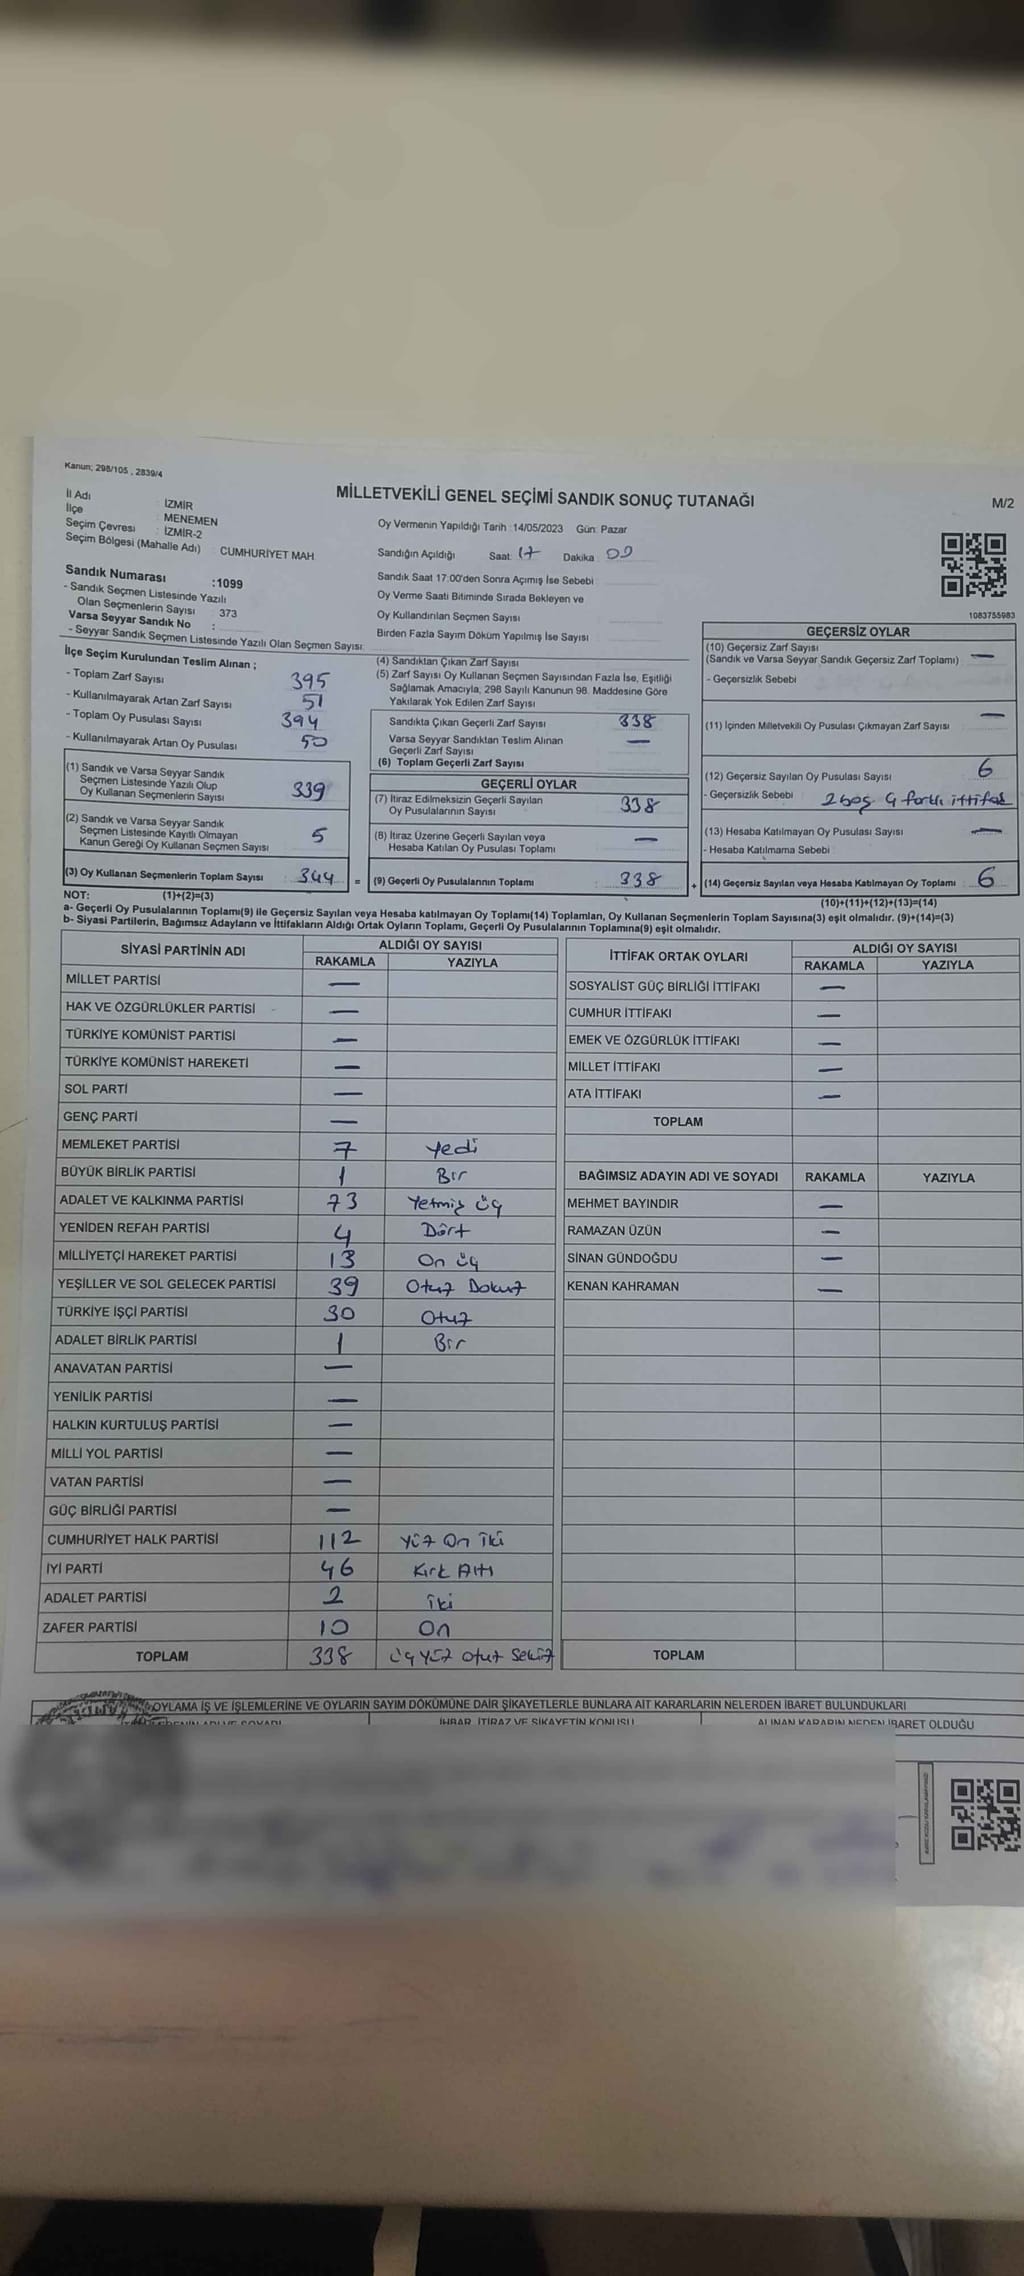 Kanun; 298/105 , 2839/4
MİLLETVEKİLİ GENEL SEÇİMİ SANDIK SONUÇ TUTANAĞI
M/2
İl Adı : İZMİR
İlçe : MENEMEN
Seçim Çevresi : İZMİR-2
Seçim Bölgesi (Mahalle Adı) : CUMHURİYET MAH.
Sandık Numarası :1099
- Sandık Seçmen Listesinde Yazılı
Olan Seçmenlerin Sayısı : 373
Varsa Seyyar Sandık No :
- Seyyar Sandık Seçmen Listesinde Yazılı Olan Seçmen Sayısı:
Oy Vermenin Yapıldığı Tarih :14/05/2023 Gün: Pazar
Sandığın Açıldığı Saat: 17 Dakika 00
Sandık Saat 17:00'den Sonra Açımış İse Sebebi
Oy Verme Saati Bitiminde Sırada Bekleyen ve
Oy Kullandırılan Seçmen Sayısı :
Birden Fazla Sayım Döküm Yapılmış İse Sayısı :
1083755983
İlçe Seçim Kurulundan Teslim Alınan ;
- Toplam Zarf Sayısı 395
- Kullanılmayarak Artan Zarf Sayısı 51
- Toplam Oy Pusulası Sayısı 394
- Kullanılmayarak Artan Oy Pusulası 50
(1) Sandık ve Varsa Seyyar Sandık
Seçmen Listesinde Yazılı Olup
Oy Kullanan Seçmenlerin Sayısı 339
(2) Sandık ve Varsa Seyyar Sandık
Seçmen Listesinde Kayıtlı Olmayan
Kanun Gereği Oy Kullanan Seçmen Sayısı 5
(3) Oy Kullanan Seçmenlerin Toplam Sayısı : 344 =
(4) Sandıktan Çıkan Zarf Sayısı
(5) Zarf Sayısı Oy Kullanan Seçmen Sayısından Fazla İse, Eşitliği
Sağlamak Amacıyla, 298 Sayılı Kanunun 98. Maddesine Göre
Yakılarak Yok Edilen Zarf Sayısı
Sandıkta Çıkan Geçerli Zarf Sayısı 338
Varsa Seyyar Sandıktan Teslim Alınan
Geçerli Zarf Sayısı —
(6) Toplam Geçerli Zarf Sayısı
GEÇERLİ OYLAR
(7) İtiraz Edilmeksizin Geçerli Sayılan
Oy Pusulalarının Sayısı 338
(8) İtiraz Üzerine Geçerli Sayılan veya
Hesaba Katılan Oy Pusulası Toplamı —
(9) Geçerli Oy Pusulalarının Toplamı : 338 +
GEÇERSİZ OYLAR
(10) Geçersiz Zarf Sayısı
(Sandık ve Varsa Seyyar Sandık Geçersiz Zarf Toplamı) —
- Geçersizlik Sebebi
(11) İçinden Milletvekili Oy Pusulası Çıkmayan Zarf Sayısı —
(12) Geçersiz Sayılan Oy Pusulası Sayısı 6
- Geçersizlik Sebebi 2 boş 4 farklı ittifak
(13) Hesaba Katılmayan Oy Pusulası Sayısı —
- Hesaba Katılmama Sebebi
(14) Geçersiz Sayılan veya Hesaba Katılmayan Oy Toplamı 6
NOT: (1)+(2)=(3)
(10)+(11)+(12)+(13)=(14)
a- Geçerli Oy Pusulalarının Toplamı(9) ile Geçersiz Sayılan veya Hesaba katılmayan Oy Toplamı(14) Toplamları, Oy Kullanan Seçmenlerin Toplam Sayısına(3) eşit olmalıdır. (9)+(14)=(3)
b- Siyasi Partilerin, Bağımsız Adayların ve İttifakların Aldığı Ortak Oyların Toplamı, Geçerli Oy Pusulalarının Toplamına(9) eşit olmalıdır.
SİYASİ PARTİNİN ADI ALDIĞI OY SAYISI
RAKAMLA YAZIYLA
MİLLET PARTİSİ —
HAK VE ÖZGÜRLÜKLER PARTİSİ —
TÜRKİYE KOMÜNİST PARTİSİ —
TÜRKİYE KOMÜNİST HAREKETİ —
SOL PARTİ —
GENÇ PARTİ —
MEMLEKET PARTİSİ 7 Yedi
BÜYÜK BİRLİK PARTİSİ 1 Bir
ADALET VE KALKINMA PARTİSİ 73 Yetmiş üç
YENİDEN REFAH PARTİSİ 4 Dört
MİLLİYETÇİ HAREKET PARTİSİ 13 On üç
YEŞİLLER VE SOL GELECEK PARTİSİ 39 Otuz Dokuz
TÜRKİYE İŞÇİ PARTİSİ 30 Otuz
ADALET BİRLİK PARTİSİ 1 Bir
ANAVATAN PARTİSİ —
YENİLİK PARTİSİ —
HALKIN KURTULUŞ PARTİSİ —
MİLLİ YOL PARTİSİ —
VATAN PARTİSİ —
GÜÇ BİRLİĞİ PARTİSİ —
CUMHURİYET HALK PARTİSİ 112 Yüz On iki
İYİ PARTİ 46 Kırk Altı
ADALET PARTİSİ 2 iki
ZAFER PARTİSİ 10 On
TOPLAM 338 üç Yüz Otuz Sekiz
İTTİFAK ORTAK OYLARI ALDIĞI OY SAYISI
RAKAMLA YAZIYLA
SOSYALİST GÜÇ BİRLİĞİ İTTİFAKI —
CUMHUR İTTİFAKI —
EMEK VE ÖZGÜRLÜK İTTİFAKI —
MİLLET İTTİFAKI —
ATA İTTİFAKI —
TOPLAM
BAĞIMSIZ ADAYIN ADI VE SOYADI RAKAMLA YAZIYLA
MEHMET BAYINDIR —
RAMAZAN ÜZÜN —
SİNAN GÜNDOĞDU —
KENAN KAHRAMAN —
TOPLAM
OYLAMA İŞ VE İŞLEMLERİNE VE OYLARIN SAYIM DÖKÜMÜNE DAİR ŞİKAYETLERLE BUNLARA AİT KARARLARIN NELERDEN İBARET BULUNDUKLARI
ADI VE SOYADI İHBAR, İTİRAZ VE ŞİKAYETİN KONUSU ALINAN KARARIN NEDEN İBARET OLDUĞU